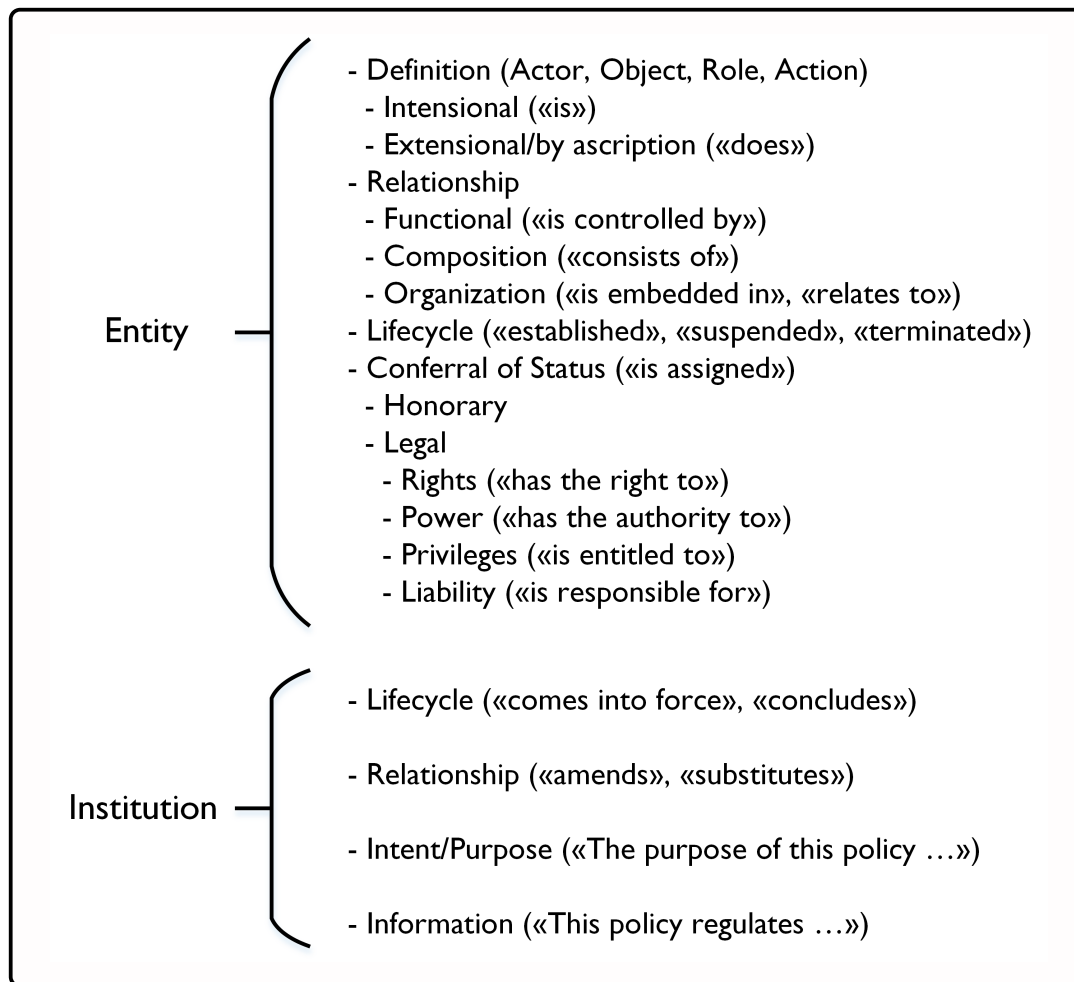 Entity
- Definition (Actor, Object, Role, Action)
- Intensional («is»)
- Extensional/by ascription («does»)
- Relationship
- Functional («is controlled by»)
- Composition («consists of»)
- Organization («is embedded in», «relates to»)
- Lifecycle («established», «suspended», «terminated»)
- Conferral of Status («is assigned»)
- Honorary
- Legal
- Rights («has the right to»)
- Power («has the authority to»)
- Privileges («is entitled to»)
- Liability («is responsible for»)
Institution
- Lifecycle («comes into force», «concludes»)
- Relationship («amends», «substitutes»)
- Intent/Purpose («The purpose of this policy …»)
- Information («This policy regulates …»)